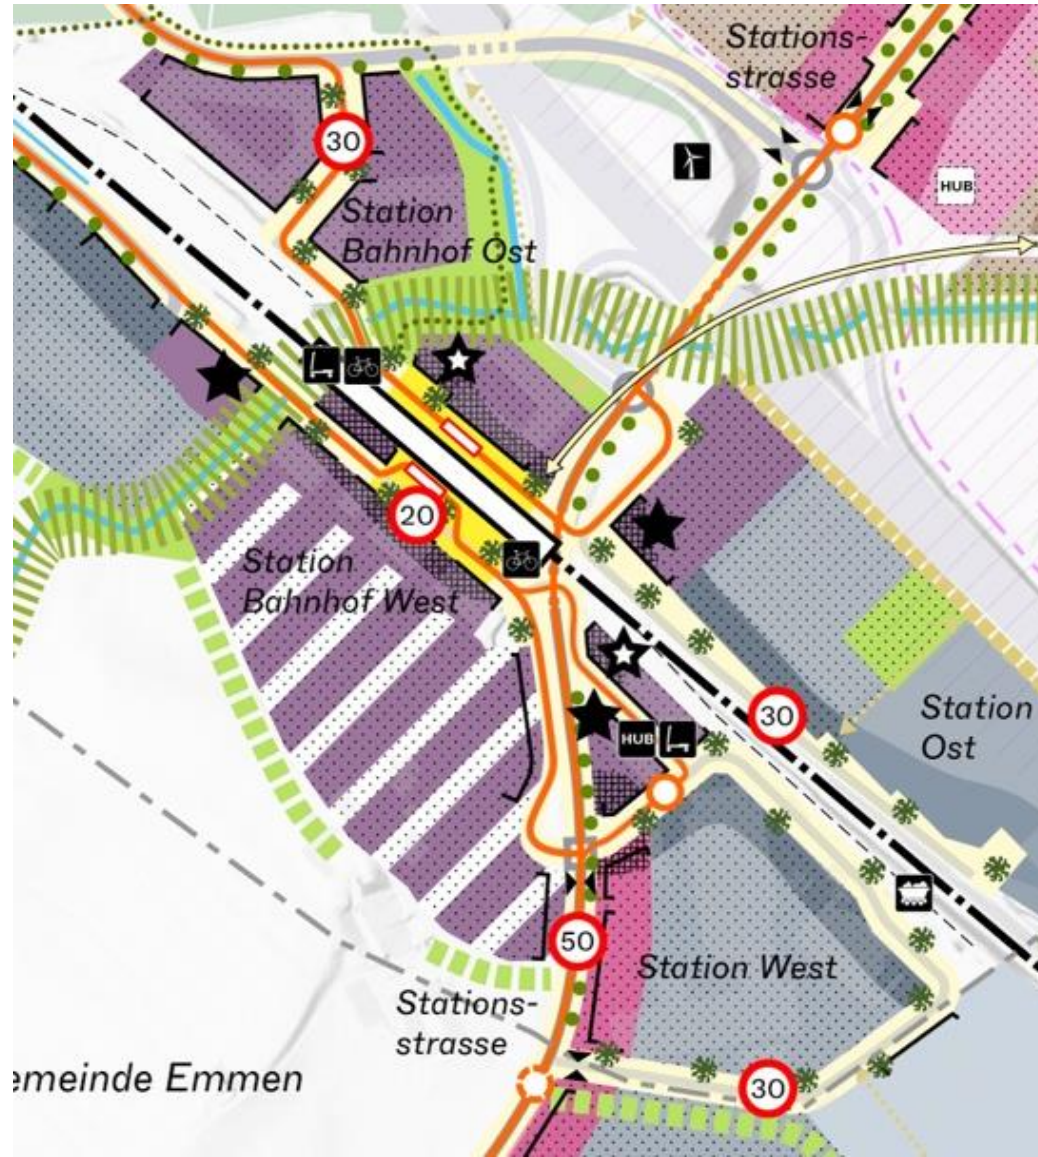 Stations-
strasse
30
HUB
Station
Bahnhof Ost
20
Station
Bahnhof West
HUB
30
Station
Ost
50
Station West
Stations-
strasse
30
emeinde Emmen